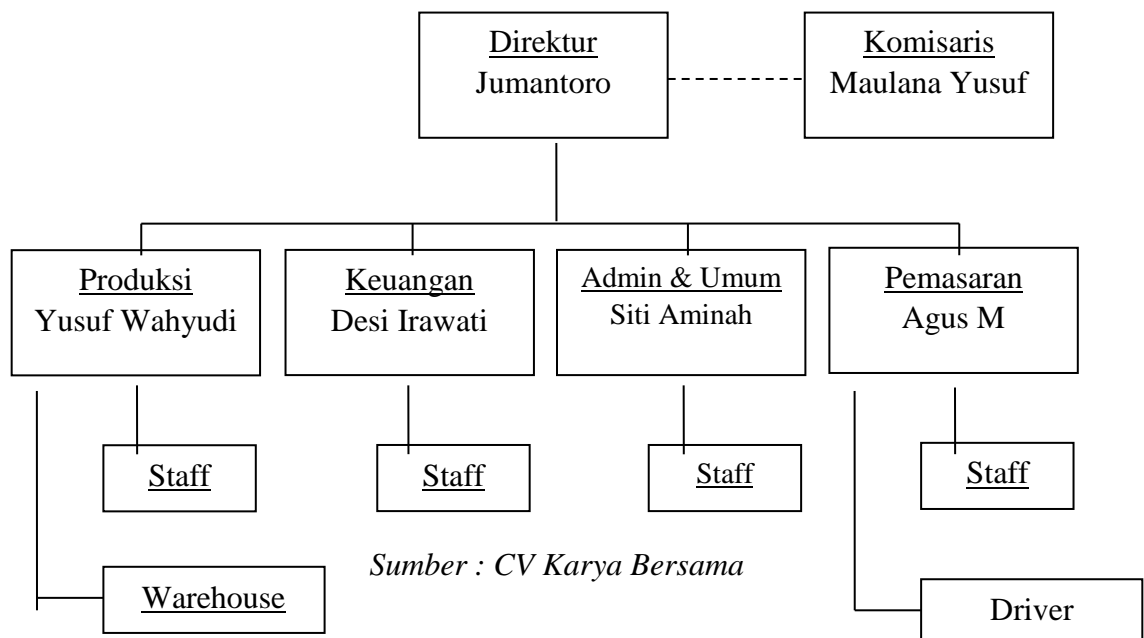 Direktur
Jumantoro
Komisaris
Maulana Yusuf
Produksi
Yusuf Wahyudi
Keuangan
Desi Irawati
Admin & Umum
Siti Aminah
Pemasaran
Agus M
Staff
Staff
Staff
Staff
Sumber : CV Karya Bersama
Warehouse
Driver